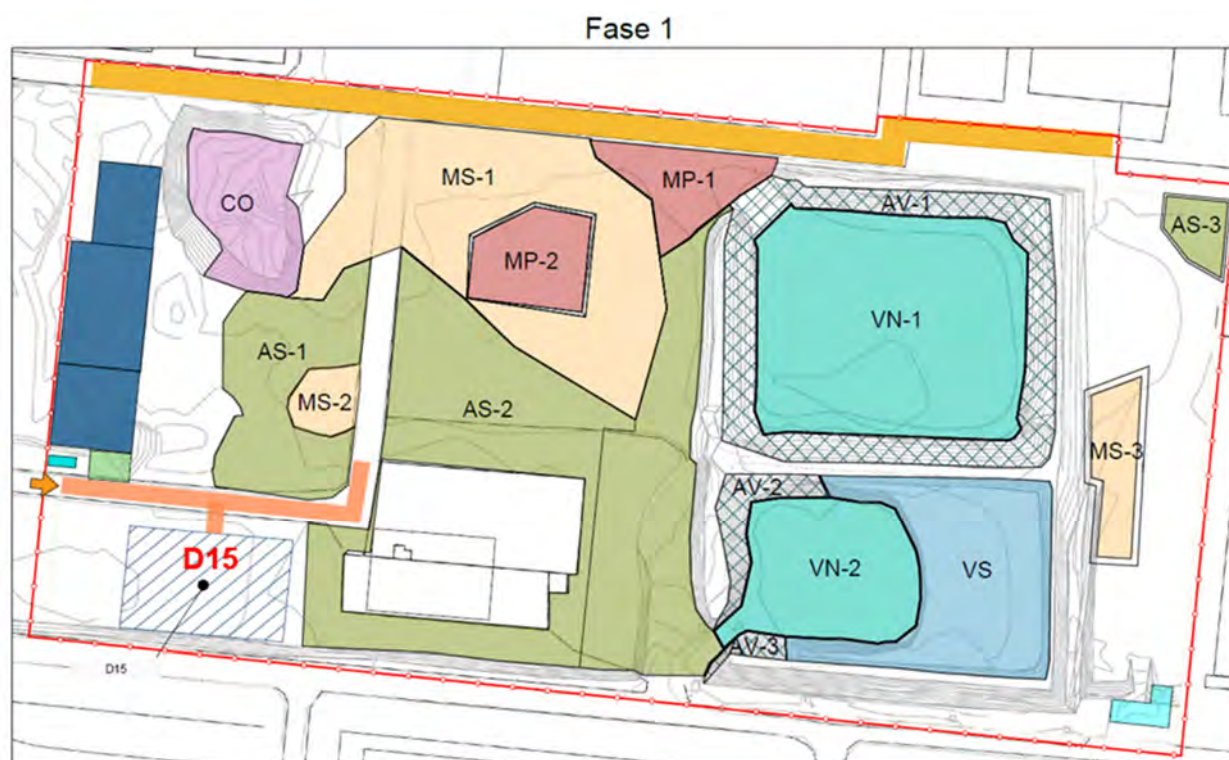 Fase 1
CO
MS-1
MP-1
AV-1
AS-3
MP-2
VN-1
AS-1
MS-2
AS-2
MS-3
AV-2
D15
VN-2
VS
AV-3
D15